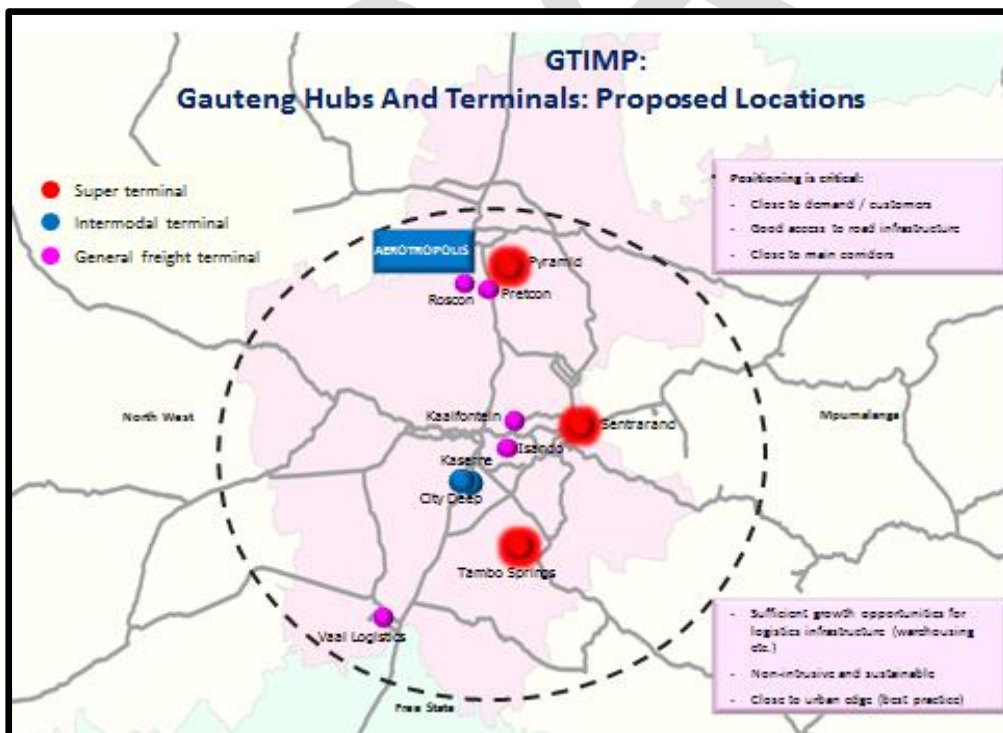 GTIMP:
Gauteng Hubs And Terminals: Proposed Locations
Super terminal
Intermodal terminal
General freight terminal
Positioning is critical:
- Close to demand / customers
- Good access to road infrastructure
- Close to main corridors
AEROTROPOLIS
Pyramid
Roscon
Pretcon
North West
Kaalfontein
Sentrarand
Mpumalanga
Isando
Kaserne
City Deep
Tambo Springs
Vaal Logistics
Free State
- Sufficient growth opportunities for
logistics infrastructure (warehousing
etc.)
- Non-intrusive and sustainable
- Close to urban edge (best practice)